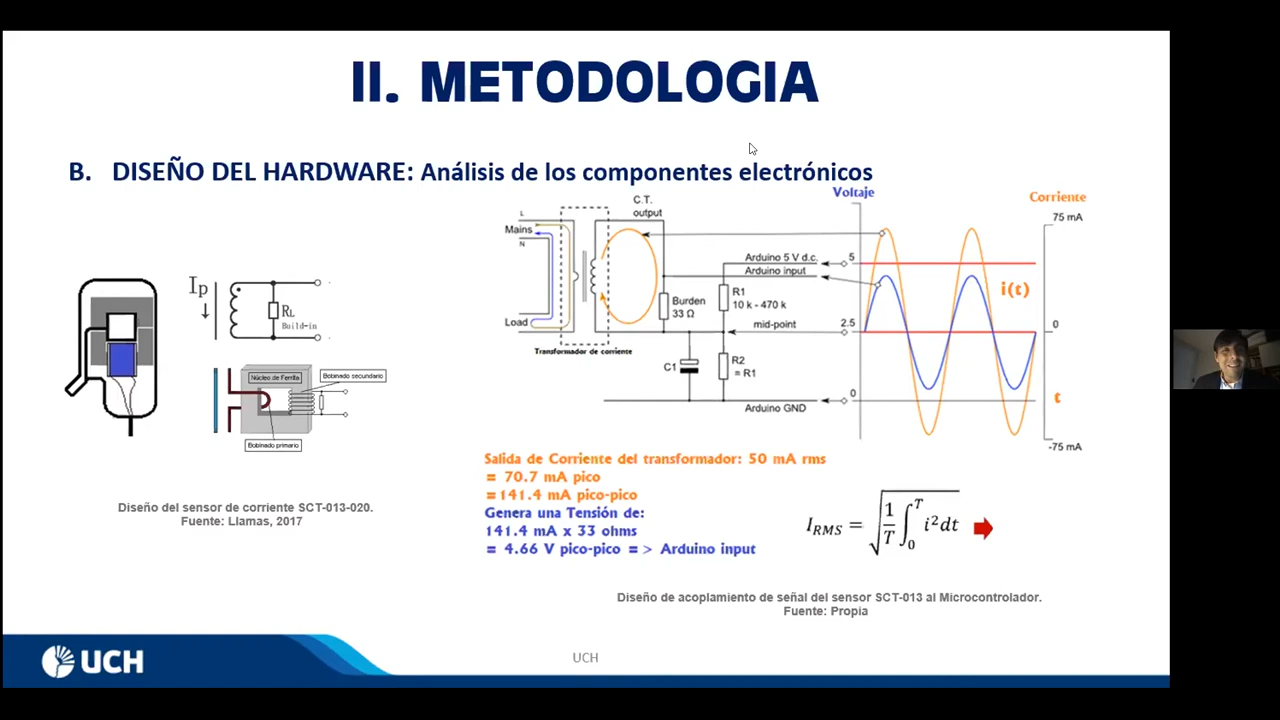 II. METODOLOGIA
B. DISEÑO DEL HARDWARE: Análisis de los componentes electrónicos
Ip
RL
Build-in
Núcleo de Ferrita
Bobinado secundario
Bobinado primario
Diseño del sensor de corriente SCT-013-020.
Fuente: Llamas, 2017
C.T.
output
L
Mains
N
Load
Transformador de corriente
Burden
33 Ω
C1
R1
10 k - 470 k
mid-point
R2
= R1
Arduino 5 V d.c.
Arduino input
Arduino GND
Voltaje
5
2.5
0
Corriente
75 mA
i(t)
0
t
-75 mA
Salida de Corriente del transformador: 50 mA rms
= 70.7 mA pico
=141.4 mA pico-pico
Genera una Tensión de:
141.4 mA x 33 ohms
= 4.66 V pico-pico = > Arduino input
I_RMS = √(1/T ∫₀ᵀ i²dt)
Diseño de acoplamiento de señal del sensor SCT-013 al Microcontrolador.
Fuente: Propia
UCH
UCH